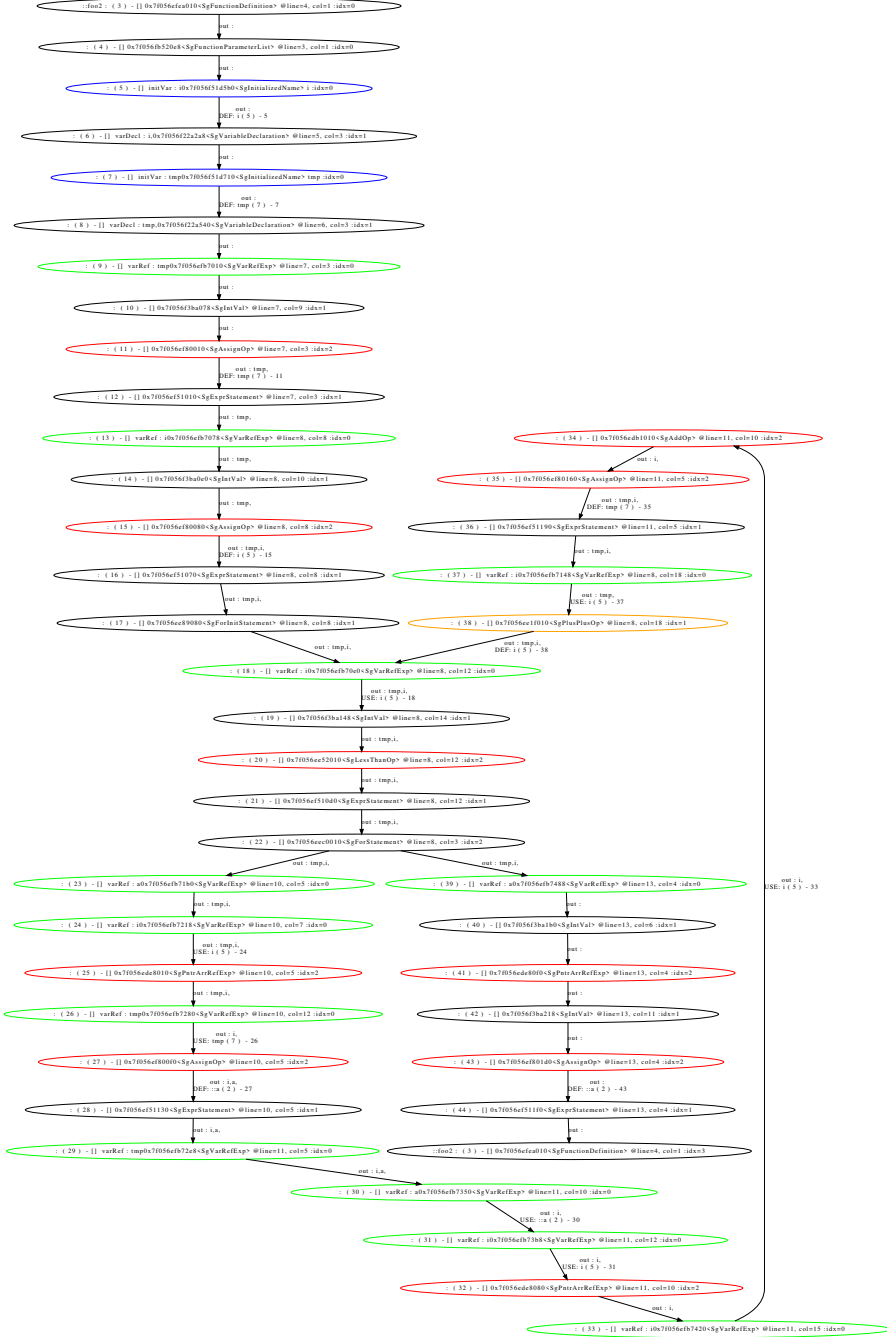 ::foo2 : ( 3 ) - [] 0x7f056efea010<SgFunctionDefinition> @line=4, col=1 :idx=0
out :
: ( 4 ) - [] 0x7f056fb520e8<SgFunctionParameterList> @line=3, col=1 :idx=0
out :
: ( 5 ) - [] initVar : i0x7f056f51d5b0<SgInitializedName> i :idx=0
out :
DEF: i ( 5 ) - 5
: ( 6 ) - [] varDecl : i,0x7f056f22a2a8<SgVariableDeclaration> @line=5, col=3 :idx=1
out :
: ( 7 ) - [] initVar : tmp0x7f056f51d710<SgInitializedName> tmp :idx=0
out :
DEF: tmp ( 7 ) - 7
: ( 8 ) - [] varDecl : tmp,0x7f056f22a540<SgVariableDeclaration> @line=6, col=3 :idx=1
out :
: ( 9 ) - [] varRef : tmp0x7f056efb7010<SgVarRefExp> @line=7, col=3 :idx=0
out :
: ( 10 ) - [] 0x7f056f3ba078<SgIntVal> @line=7, col=9 :idx=1
out :
: ( 11 ) - [] 0x7f056ef80010<SgAssignOp> @line=7, col=3 :idx=2
out : tmp,
DEF: tmp ( 7 ) - 11
: ( 12 ) - [] 0x7f056ef51010<SgExprStatement> @line=7, col=3 :idx=1
out : tmp,
: ( 13 ) - [] varRef : i0x7f056efb7078<SgVarRefExp> @line=8, col=8 :idx=0
out : tmp,
: ( 14 ) - [] 0x7f056f3ba0e0<SgIntVal> @line=8, col=10 :idx=1
out : tmp,
: ( 15 ) - [] 0x7f056ef80080<SgAssignOp> @line=8, col=8 :idx=2
out : tmp,i,
DEF: i ( 5 ) - 15
: ( 16 ) - [] 0x7f056ef51070<SgExprStatement> @line=8, col=8 :idx=1
out : tmp,i,
: ( 17 ) - [] 0x7f056ee89080<SgForInitStatement> @line=8, col=8 :idx=1
out : tmp,i,
: ( 34 ) - [] 0x7f056edb1010<SgAddOp> @line=11, col=10 :idx=2
out : i,
: ( 35 ) - [] 0x7f056ef80160<SgAssignOp> @line=11, col=5 :idx=2
out : tmp,i,
DEF: tmp ( 7 ) - 35
: ( 36 ) - [] 0x7f056ef51190<SgExprStatement> @line=11, col=5 :idx=1
out : tmp,i,
: ( 37 ) - [] varRef : i0x7f056efb7148<SgVarRefExp> @line=8, col=18 :idx=0
out : tmp,
USE: i ( 5 ) - 37
: ( 38 ) - [] 0x7f056ee1f010<SgPlusPlusOp> @line=8, col=18 :idx=1
out : tmp,i,
DEF: i ( 5 ) - 38
: ( 18 ) - [] varRef : i0x7f056efb70e0<SgVarRefExp> @line=8, col=12 :idx=0
out : tmp,i,
USE: i ( 5 ) - 18
: ( 19 ) - [] 0x7f056f3ba148<SgIntVal> @line=8, col=14 :idx=1
out : tmp,i,
: ( 20 ) - [] 0x7f056ee52010<SgLessThanOp> @line=8, col=12 :idx=2
out : tmp,i,
: ( 21 ) - [] 0x7f056ef510d0<SgExprStatement> @line=8, col=12 :idx=1
out : tmp,i,
: ( 22 ) - [] 0x7f056eec0010<SgForStatement> @line=8, col=3 :idx=2
out : tmp,i,
out : tmp,i,
: ( 23 ) - [] varRef : a0x7f056efb71b0<SgVarRefExp> @line=10, col=5 :idx=0
out : tmp,i,
: ( 24 ) - [] varRef : i0x7f056efb7218<SgVarRefExp> @line=10, col=7 :idx=0
out : tmp,i,
USE: i ( 5 ) - 24
: ( 25 ) - [] 0x7f056ede8010<SgPntrArrRefExp> @line=10, col=5 :idx=2
out : tmp,i,
: ( 26 ) - [] varRef : tmp0x7f056efb7280<SgVarRefExp> @line=10, col=12 :idx=0
out : i,
USE: tmp ( 7 ) - 26
: ( 27 ) - [] 0x7f056ef800f0<SgAssignOp> @line=10, col=5 :idx=2
out : i,a,
DEF: ::a ( 2 ) - 27
: ( 28 ) - [] 0x7f056ef51130<SgExprStatement> @line=10, col=5 :idx=1
out : i,a,
: ( 29 ) - [] varRef : tmp0x7f056efb72e8<SgVarRefExp> @line=11, col=5 :idx=0
out : i,a,
: ( 39 ) - [] varRef : a0x7f056efb7488<SgVarRefExp> @line=13, col=4 :idx=0
out :
: ( 40 ) - [] 0x7f056f3ba1b0<SgIntVal> @line=13, col=6 :idx=1
out :
: ( 41 ) - [] 0x7f056ede80f0<SgPntrArrRefExp> @line=13, col=4 :idx=2
out :
: ( 42 ) - [] 0x7f056f3ba218<SgIntVal> @line=13, col=11 :idx=1
out :
: ( 43 ) - [] 0x7f056ef801d0<SgAssignOp> @line=13, col=4 :idx=2
out :
DEF: ::a ( 2 ) - 43
: ( 44 ) - [] 0x7f056ef511f0<SgExprStatement> @line=13, col=4 :idx=1
out :
::foo2 : ( 3 ) - [] 0x7f056efea010<SgFunctionDefinition> @line=4, col=1 :idx=3
: ( 30 ) - [] varRef : a0x7f056efb7350<SgVarRefExp> @line=11, col=10 :idx=0
out : i,
USE: ::a ( 2 ) - 30
: ( 31 ) - [] varRef : i0x7f056efb73b8<SgVarRefExp> @line=11, col=12 :idx=0
out : i,
USE: i ( 5 ) - 31
: ( 32 ) - [] 0x7f056ede8080<SgPntrArrRefExp> @line=11, col=10 :idx=2
out : i,
: ( 33 ) - [] varRef : i0x7f056efb7420<SgVarRefExp> @line=11, col=15 :idx=0
out : i,
USE: i ( 5 ) - 33